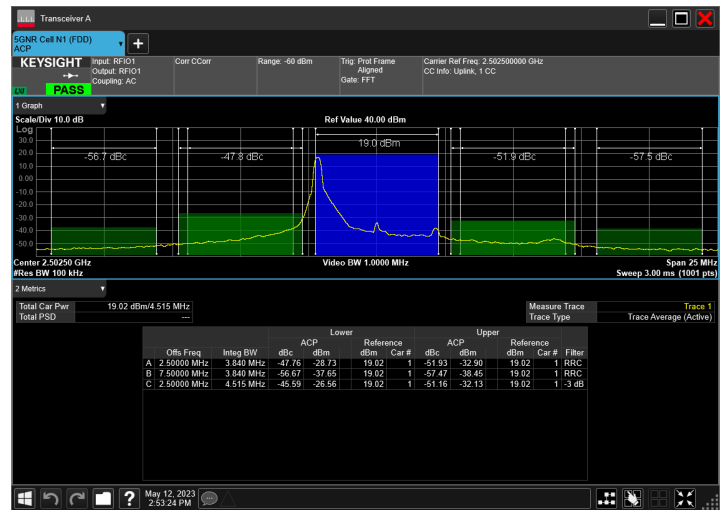 Transceiver A
5GNR Cell N1 (FDD)
ACP
KEYSIGHT Input: RFIO1 Corr CCorr Range: -60 dBm Trig: Prot Frame Carrier Ref Freq: 2.502500000 GHz
Output: RFIO1 Aligned CC Info: Uplink, 1 CC
Coupling: AC Gate: FFT
LXI PASS
1 Graph
Scale/Div 10.0 dB Ref Value 40.00 dBm
Log
30.0
20.0
10.0
0.00
-10.0
-20.0
-30.0
-40.0
-50.0
-56.7 dBc -47.8 dBc 19.0 dBm -51.9 dBc -57.5 dBc
Center 2.50250 GHz Video BW 1.0000 MHz Span 25 MHz
#Res BW 100 kHz Sweep 3.00 ms (1001 pts)
2 Metrics
Total Car Pwr 19.02 dBm/4.515 MHz Measure Trace Trace 1
Total PSD --- Trace Type Trace Average (Active)
Lower Upper
ACP Reference ACP Reference
Offs Freq Integ BW dBc dBm dBm Car # dBc dBm dBm Car # Filter
A 2.50000 MHz 3.840 MHz -47.76 -28.73 19.02 1 -51.93 -32.90 19.02 1 RRC
B 7.50000 MHz 3.840 MHz -56.67 -37.65 19.02 1 -57.47 -38.45 19.02 1 RRC
C 2.50000 MHz 4.515 MHz -45.59 -26.56 19.02 1 -51.16 -32.13 19.02 1 -3 dB
? May 12, 2023
2:53:24 PM